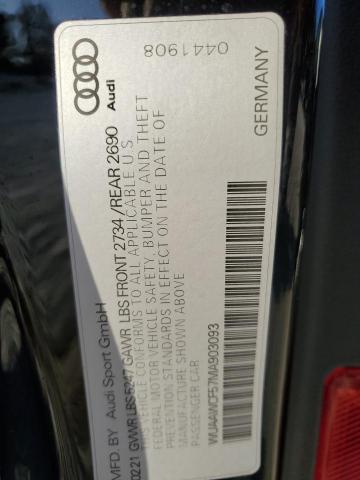 Audi
0441908
MFD. BY Audi Sport GmbH
0221 GVWR LBS 5247 GAWR LBS FRONT 2734/REAR 2690
THIS VEHICLE CONFORMS TO ALL APPLICABLE U.S.
FEDERAL MOTOR VEHICLE SAFETY, BUMPER AND THEFT
PREVENTION STANDARDS IN EFFECT ON THE DATE OF
MANUFACTURE SHOWN ABOVE
PASSENGER CAR
WUAAWCF57MA903093
GERMANY